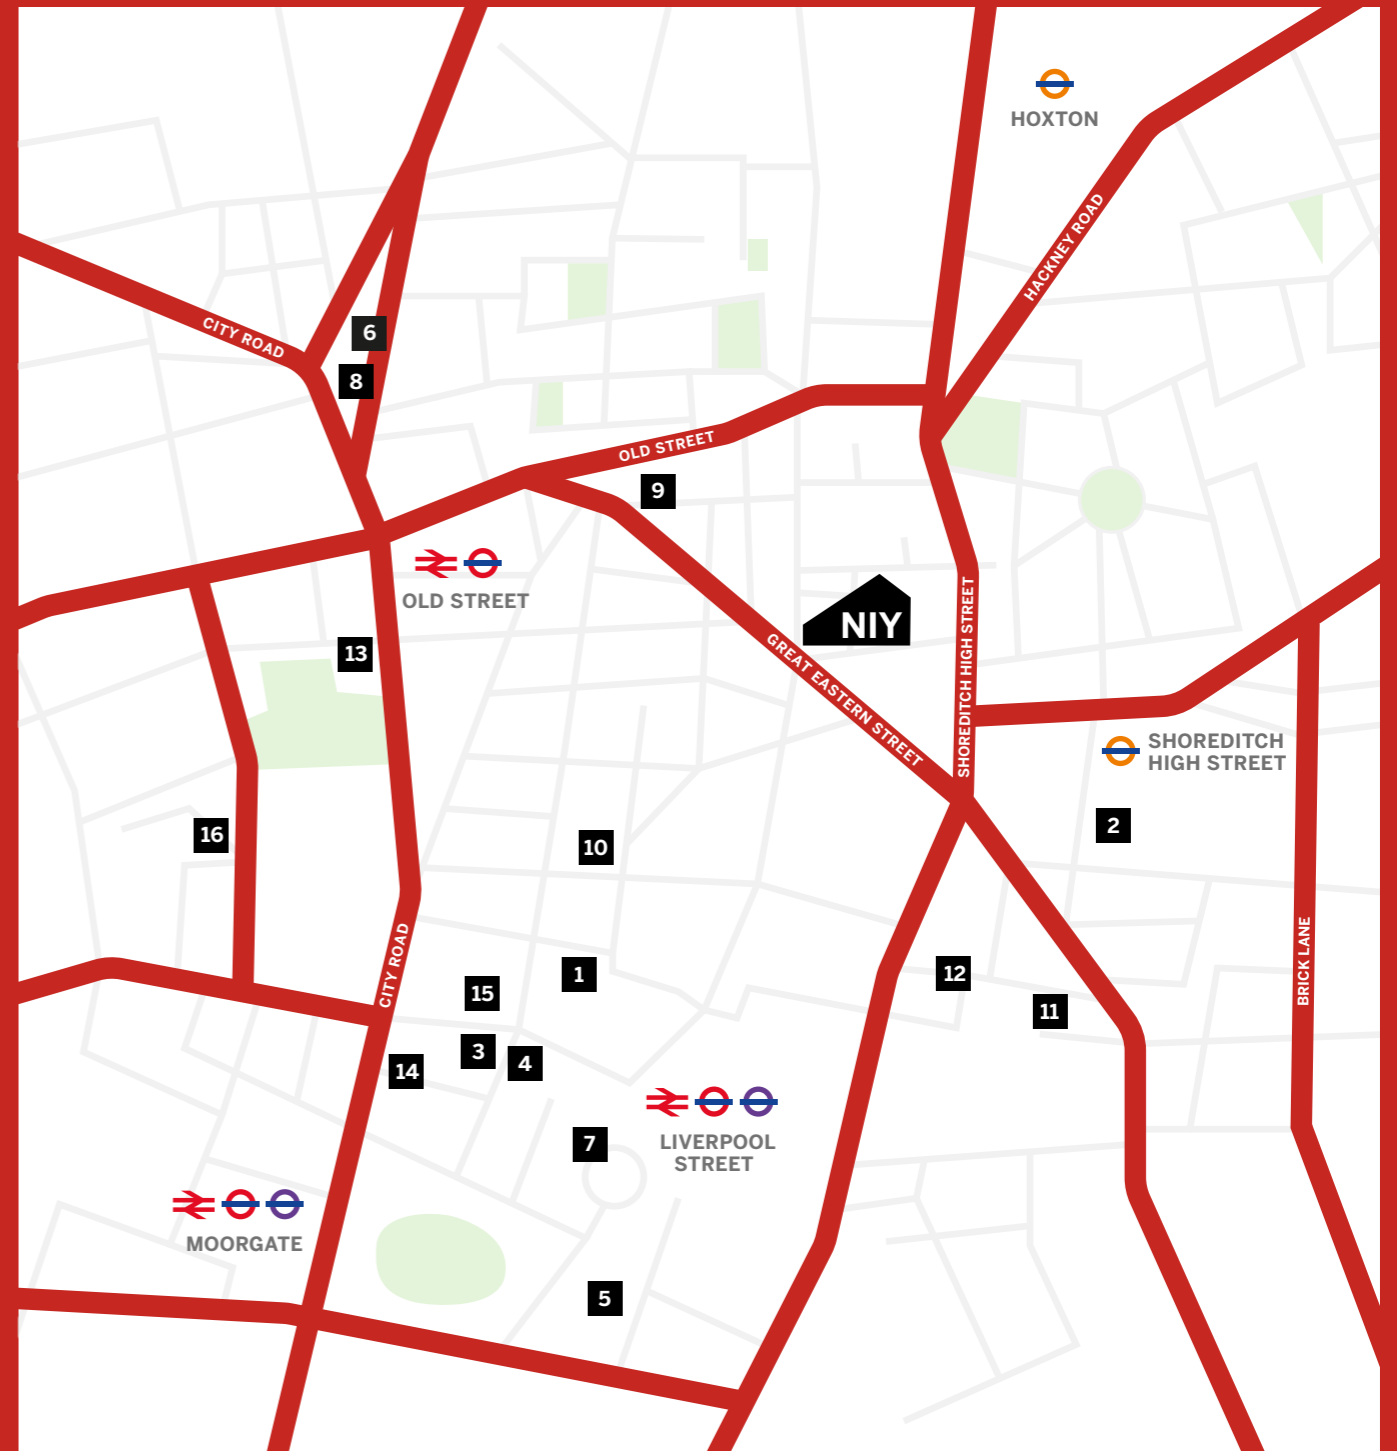 HOXTON
HACKNEY ROAD
CITY ROAD
6
8
OLD STREET
9
OLD STREET
NIY
SHOREDITCH HIGH STREET
GREAT EASTERN STREET
13
SHOREDITCH
HIGH STREET
2
16
10
CITY ROAD
BRICK LANE
1
12
15
11
3
4
14
7
LIVERPOOL
STREET
MOORGATE
5